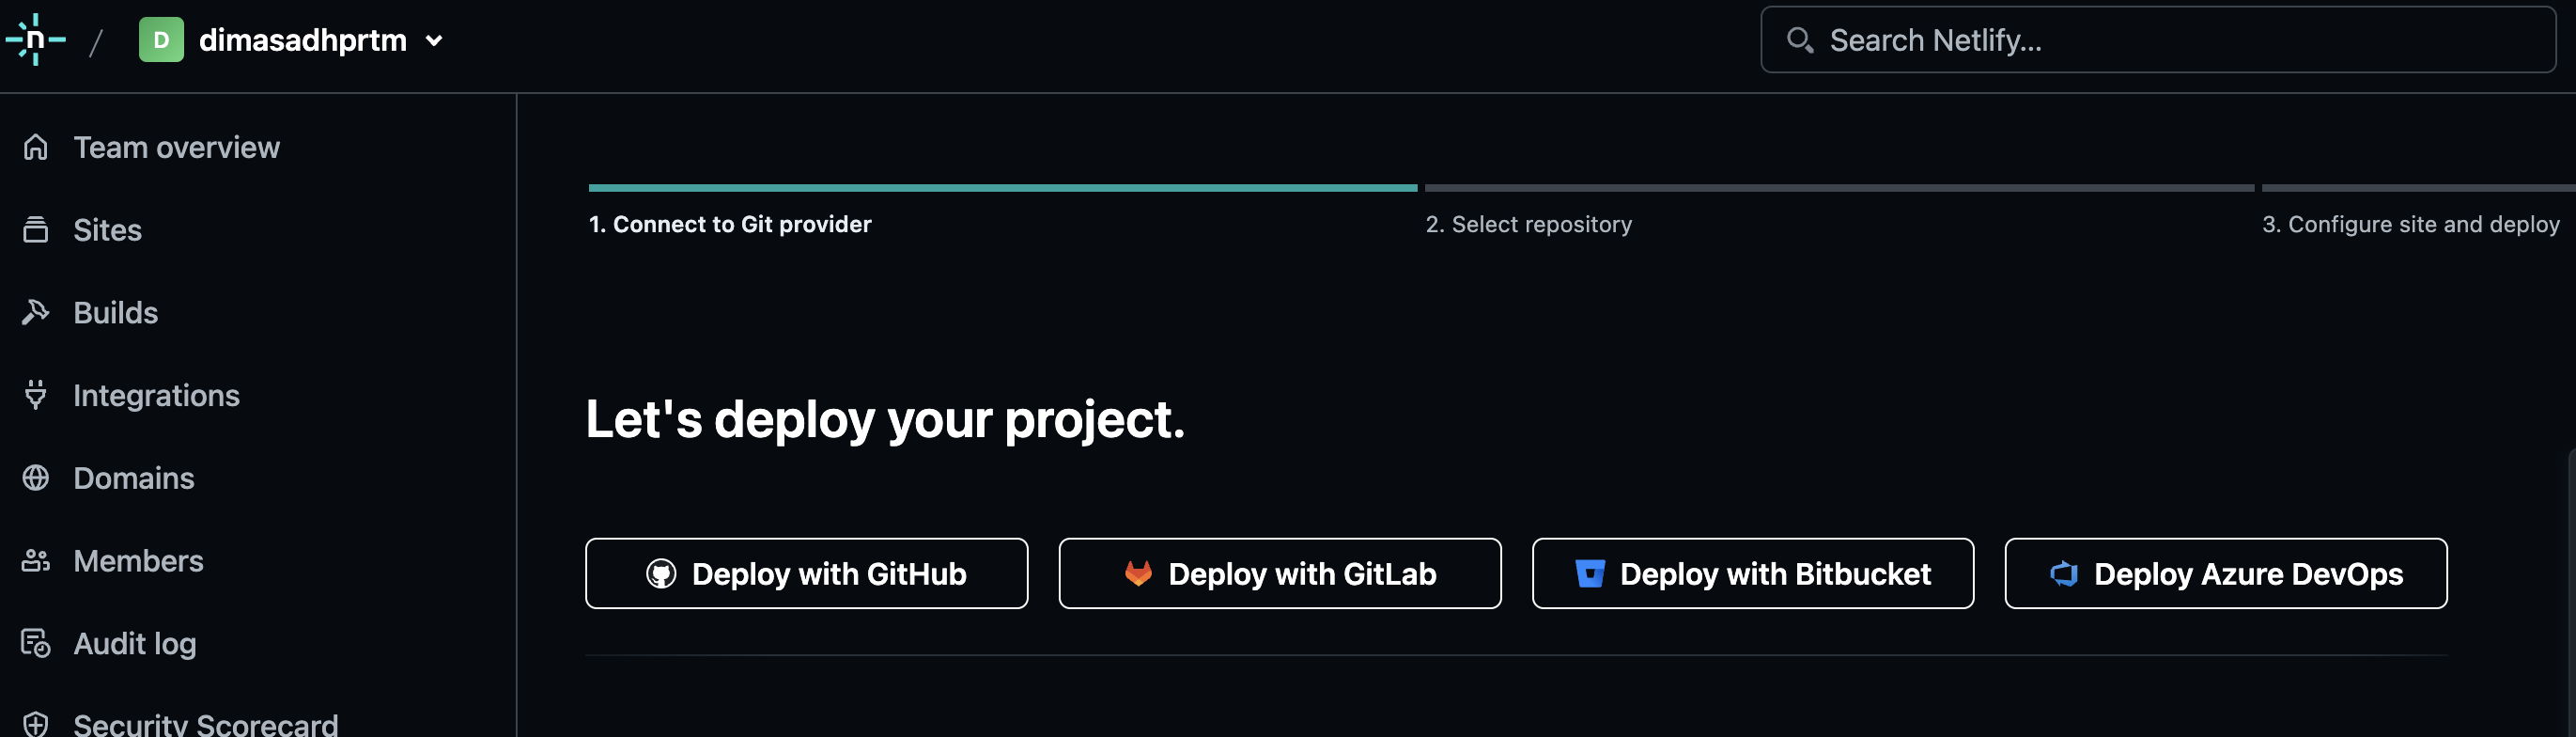 n / D dimasadhprtm
Search Netlify...
Team overview
Sites
Builds
Integrations
Domains
Members
Audit log
Security Scorecard
1. Connect to Git provider
2. Select repository
3. Configure site and deploy
Let's deploy your project.
Deploy with GitHub
Deploy with GitLab
Deploy with Bitbucket
Deploy Azure DevOps